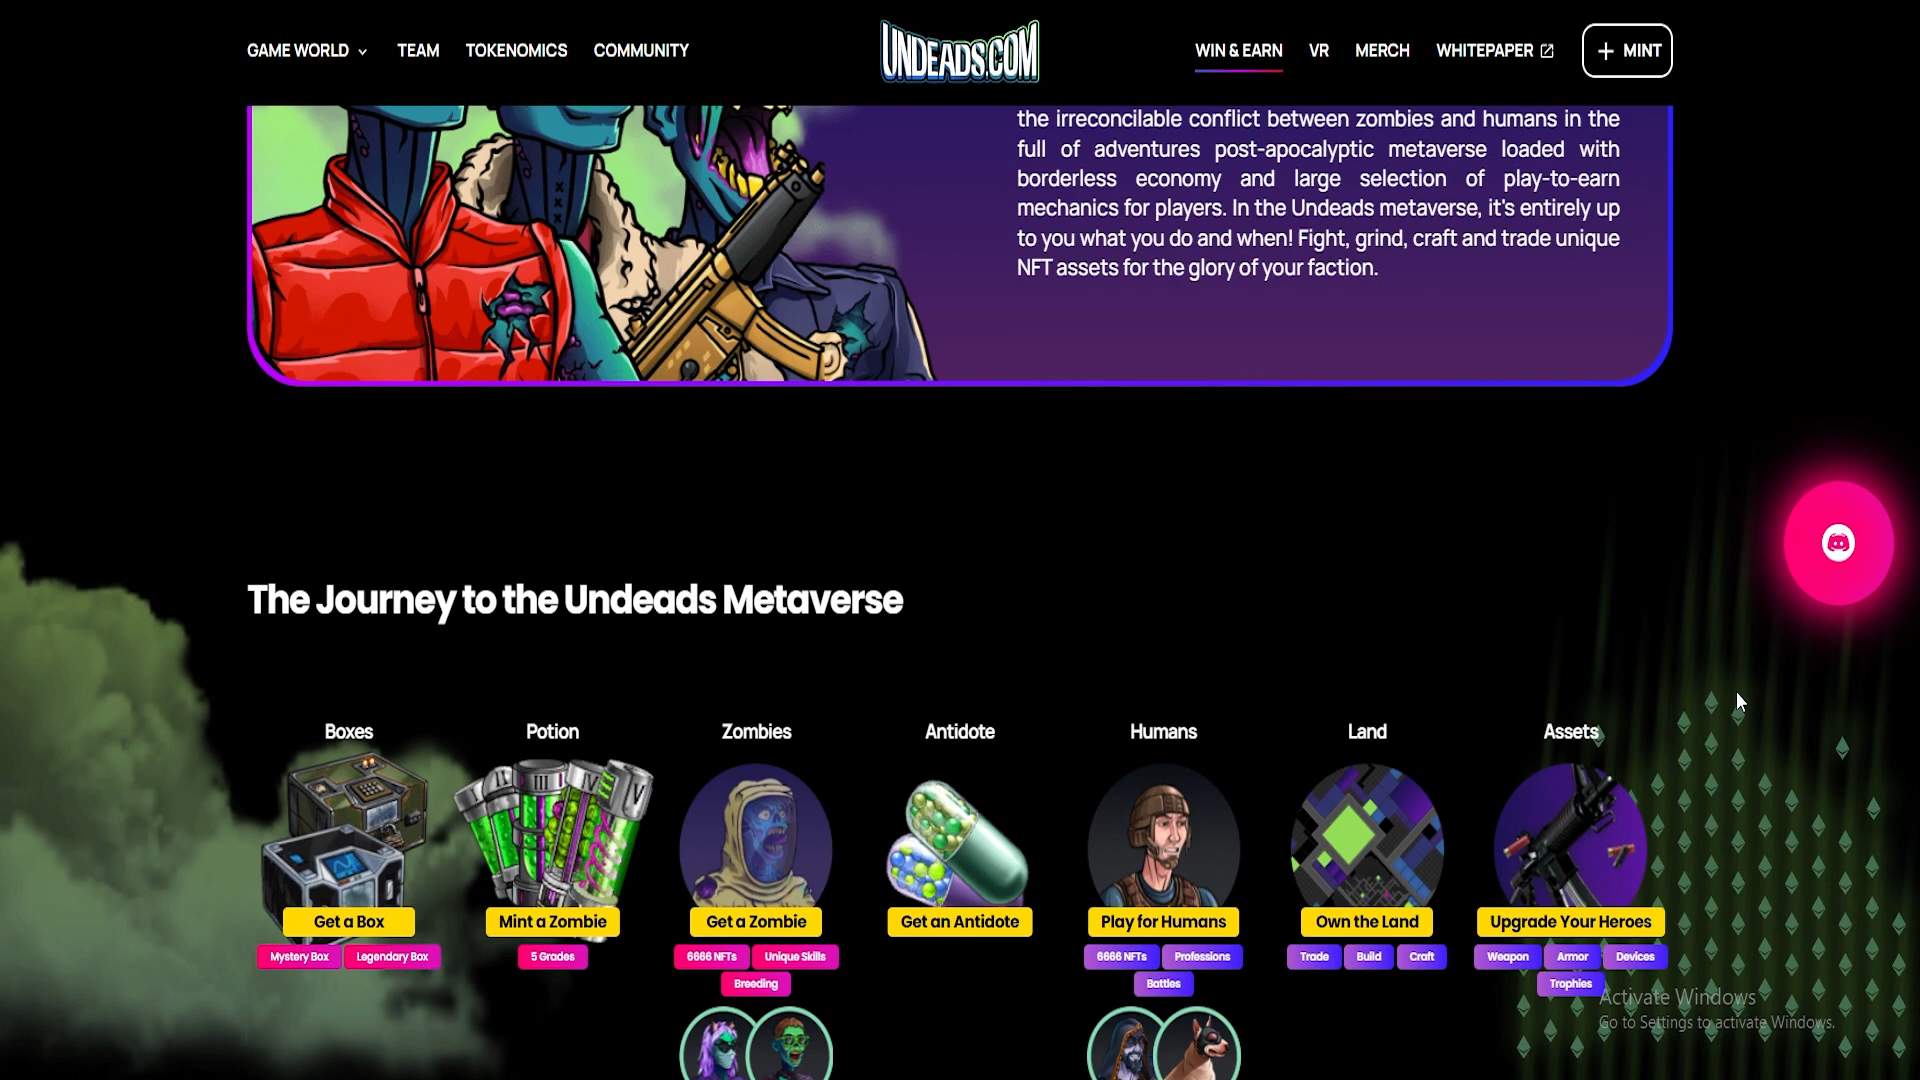 GAME WORLD TEAM TOKENOMICS COMMUNITY UNDEADS.COM WIN & EARN VR MERCH WHITEPAPER + MINT
the irreconcilable conflict between zombies and humans in the
full of adventures post-apocalyptic metaverse loaded with
borderless economy and large selection of play-to-earn
mechanics for players. In the Undeads metaverse, it's entirely up
to you what you do and when! Fight, grind, craft and trade unique
NFT assets for the glory of your faction.
The Journey to the Undeads Metaverse
Boxes Potion Zombies Antidote Humans Land Assets
II III IV V
Get a Box Mint a Zombie Get a Zombie Get an Antidote Play for Humans Own the Land Upgrade Your Heroes
Mystery Box Legendary Box 5 Grades 6666 NFTs Unique Skills 6666 NFTs Professions Trade Build Craft Weapon Armor Devices
Breeding Battles Trophies
Activate Windows
Go to Settings to activate Windows.